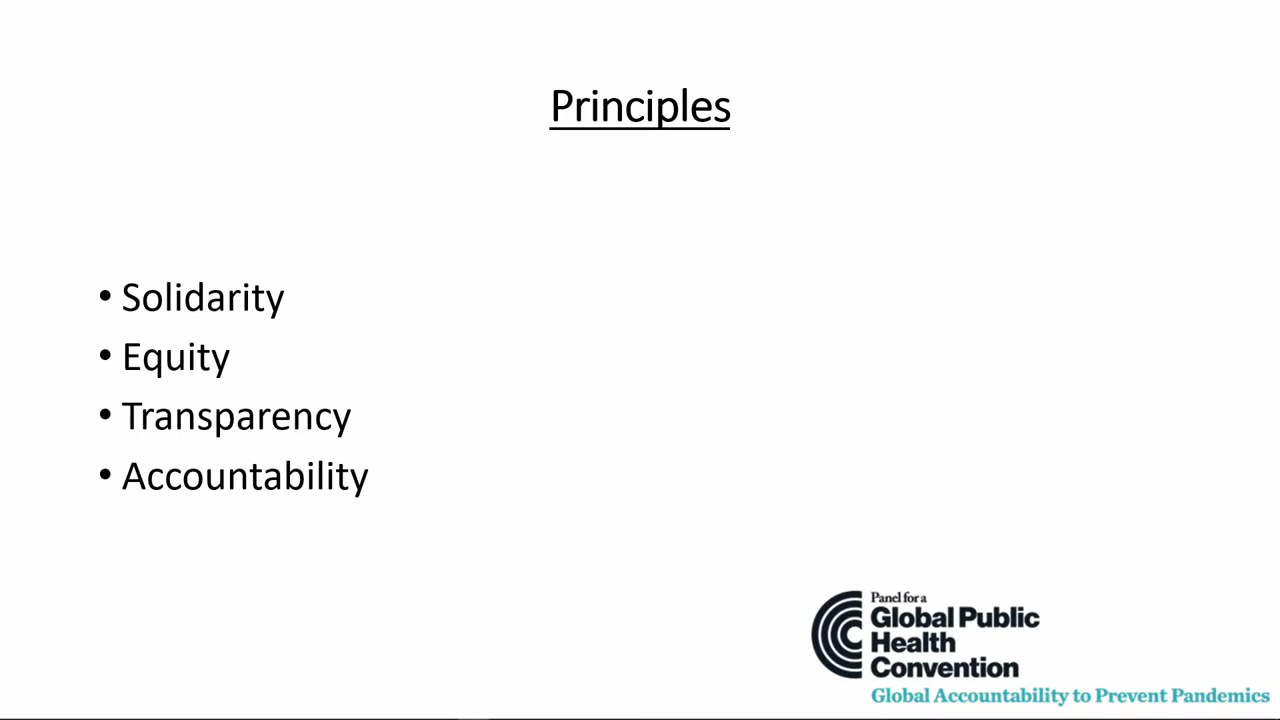 Principles
• Solidarity
• Equity
• Transparency
• Accountability
Panel for a
Global Public
Health
Convention
Global Accountability to Prevent Pandemics